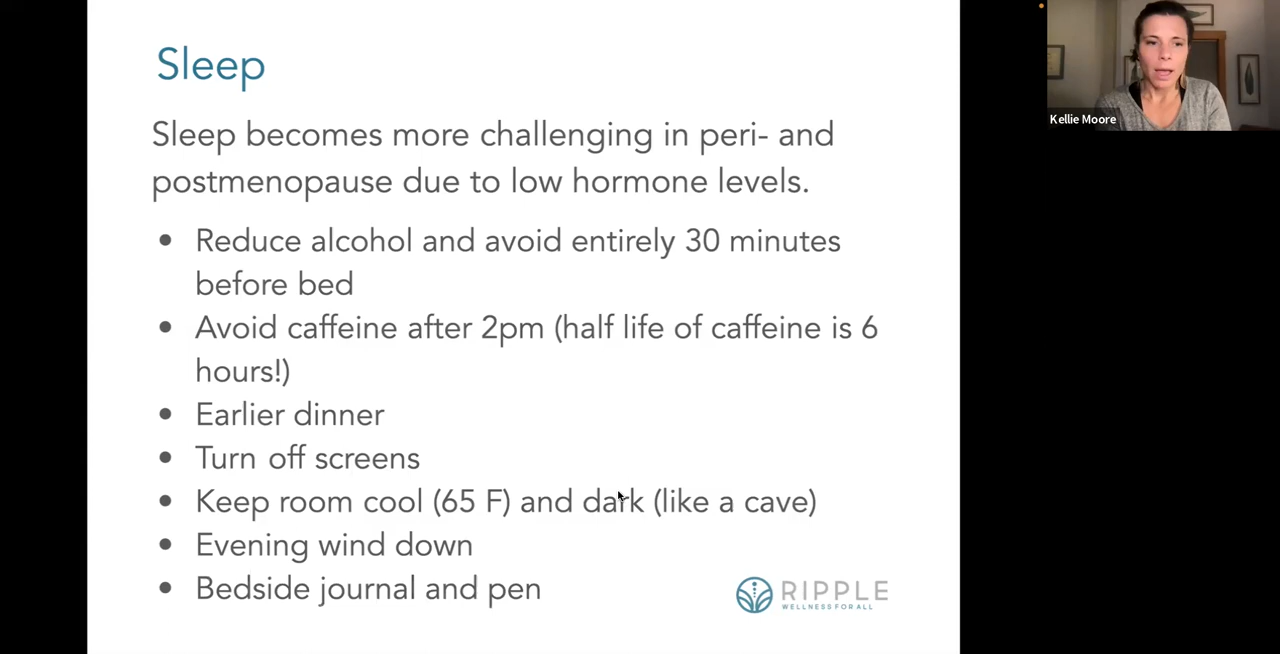 Sleep
Sleep becomes more challenging in peri- and
postmenopause due to low hormone levels.
• Reduce alcohol and avoid entirely 30 minutes
before bed
• Avoid caffeine after 2pm (half life of caffeine is 6
hours!)
• Earlier dinner
• Turn off screens
• Keep room cool (65 F) and dark (like a cave)
• Evening wind down
• Bedside journal and pen
RIPPLE
WELLNESS FOR ALL
Kellie Moore